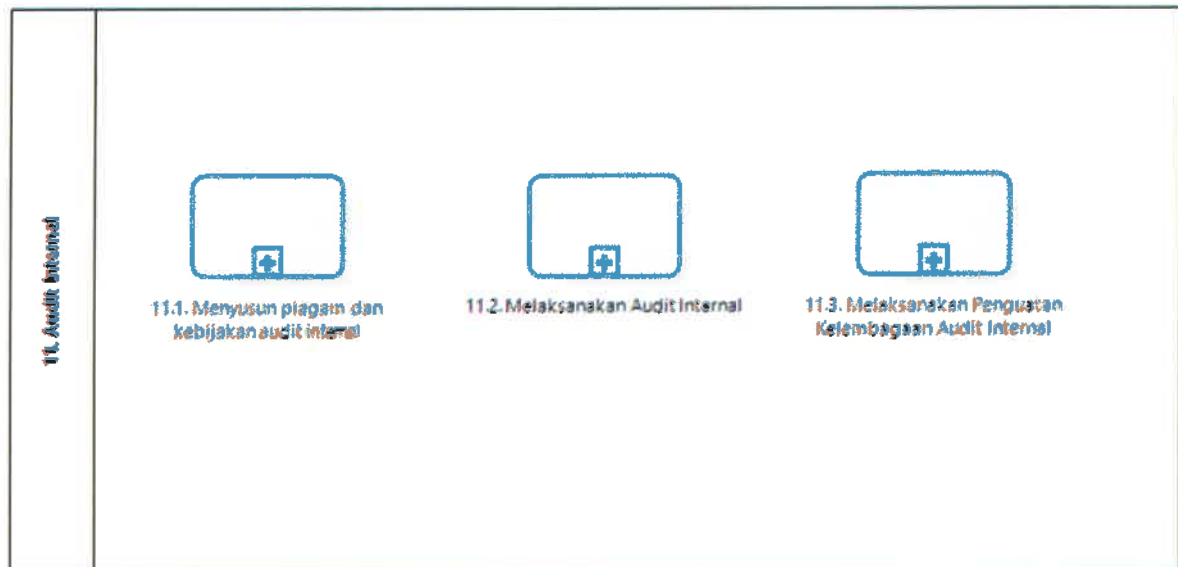 11. Audit Internal
11.1. Menyusun piagam dan
kebijakan audit internal
11.2. Melaksanakan Audit Internal
11.3. Melaksanakan Penguatan
Kelembagaan Audit Internal